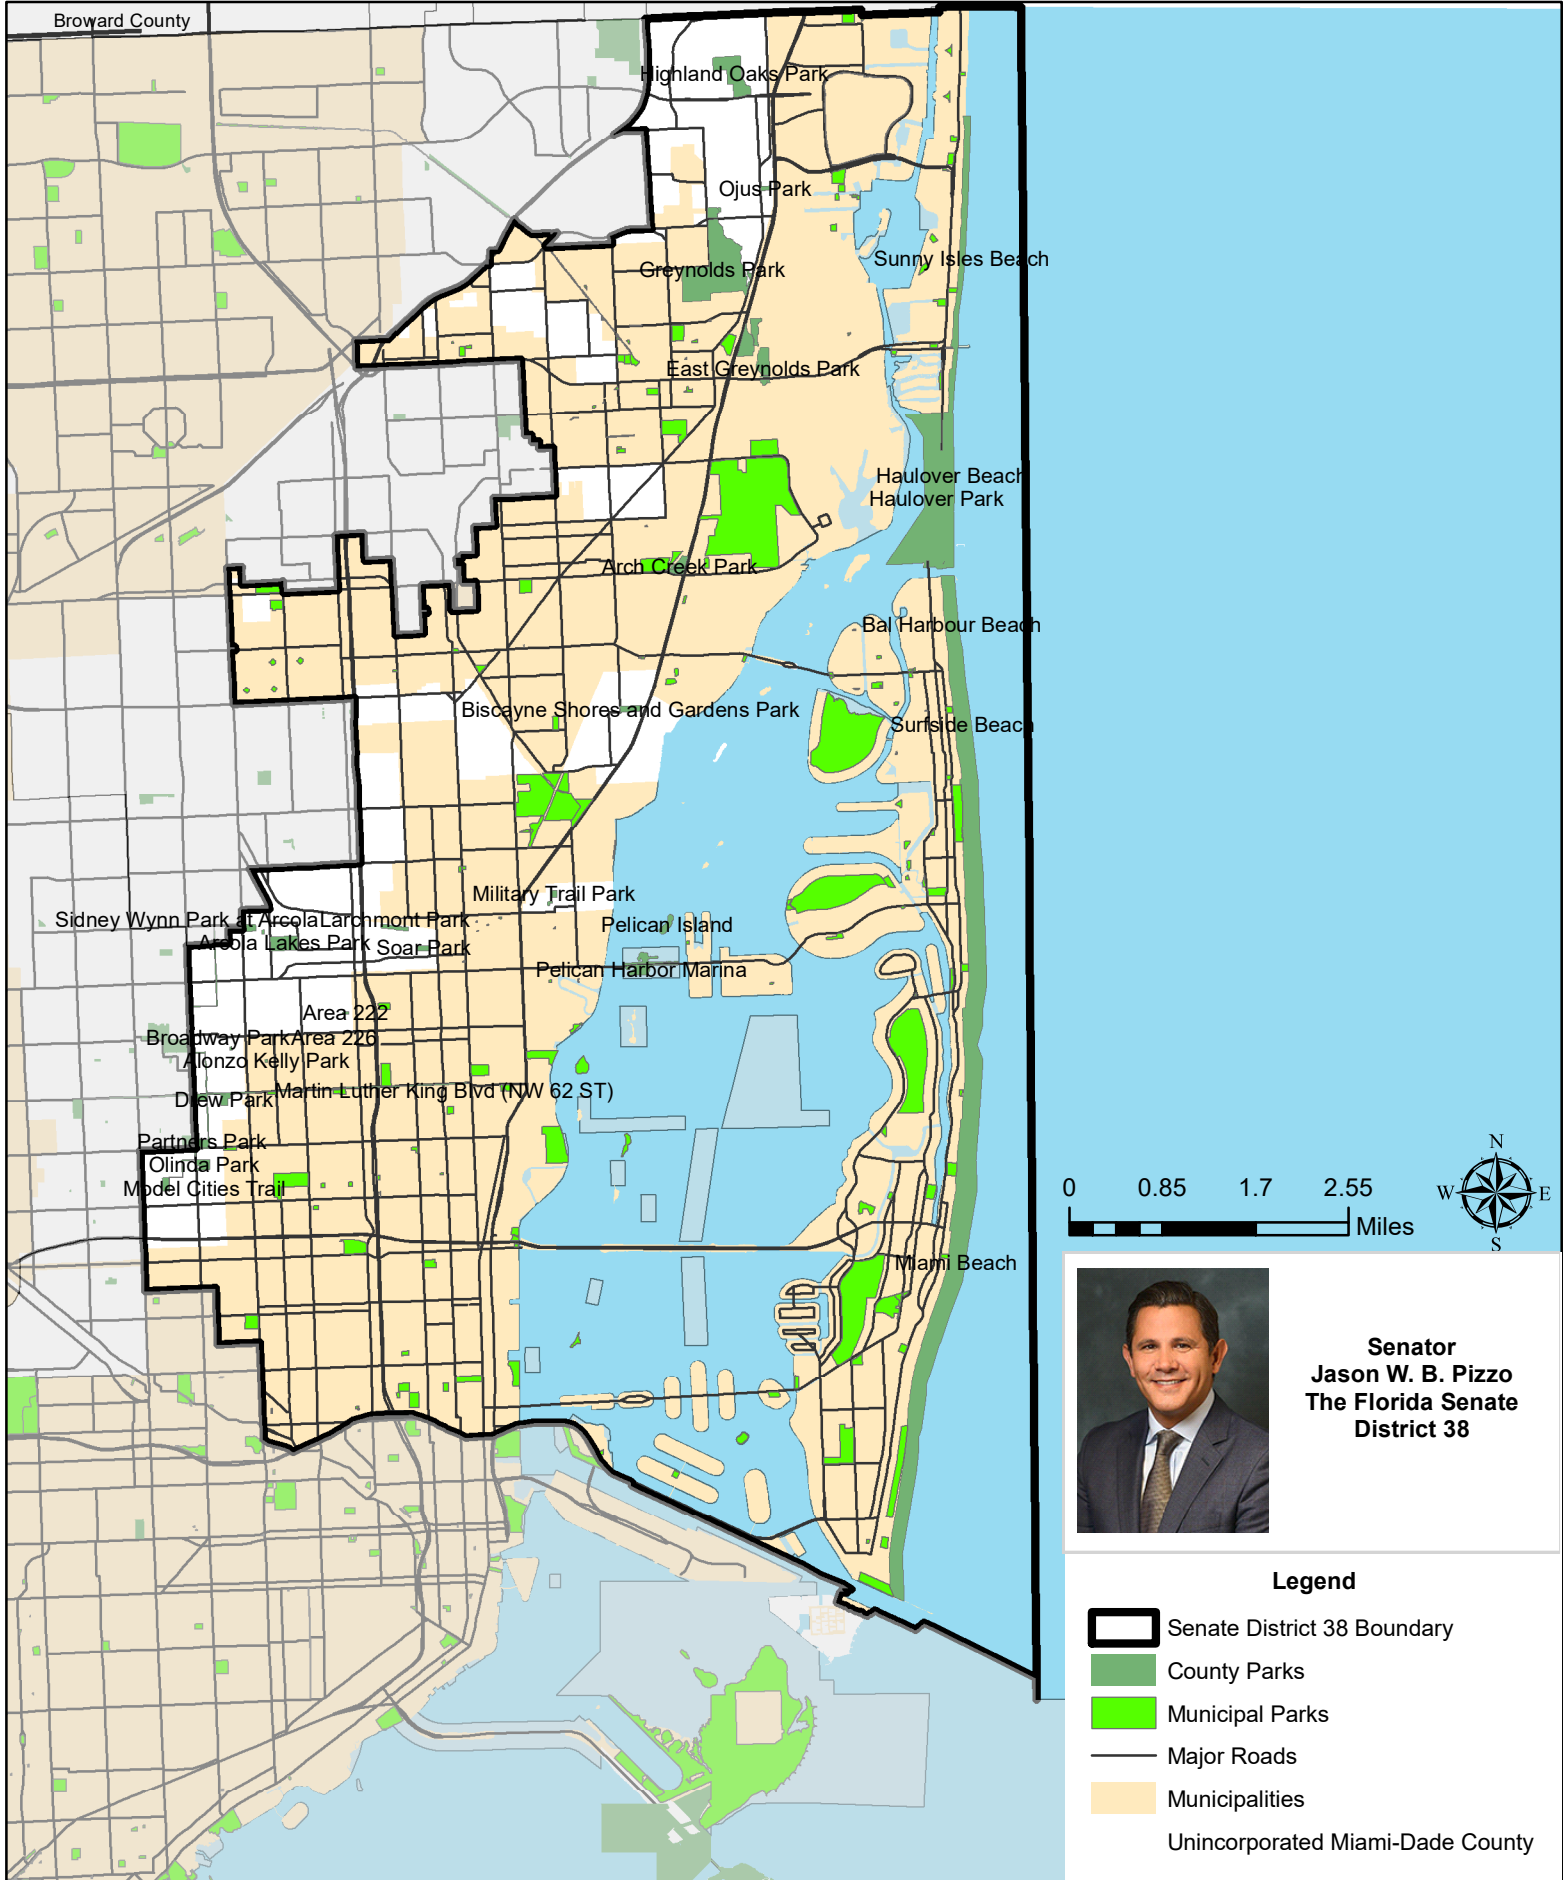 Broward County
Highland Oaks Park
Ojus Park
Sunny Isles Beach
Greynolds Park
East Greynolds Park
Haulover Beach
Haulover Park
Arch Creek Park
Bal Harbour Beach
Biscayne Shores and Gardens Park
Surfside Beach
Military Trail Park
Sidney Wynn Park at Arcola
Larchmont Park
Pelican Island
Arcola Lakes Park
Soar Park
Pelican Harbor Marina
Area 222
Broadway Park
Area 226
Alonzo Kelly Park
Martin Luther King Blvd (NW 62 ST)
Drew Park
Partners Park
Olinda Park
Model Cities Trail
Miami Beach
0 0.85 1.7 2.55
Miles
N
W E
S
Senator
Jason W. B. Pizzo
The Florida Senate
District 38
Legend
Senate District 38 Boundary
County Parks
Municipal Parks
Major Roads
Municipalities
Unincorporated Miami-Dade County